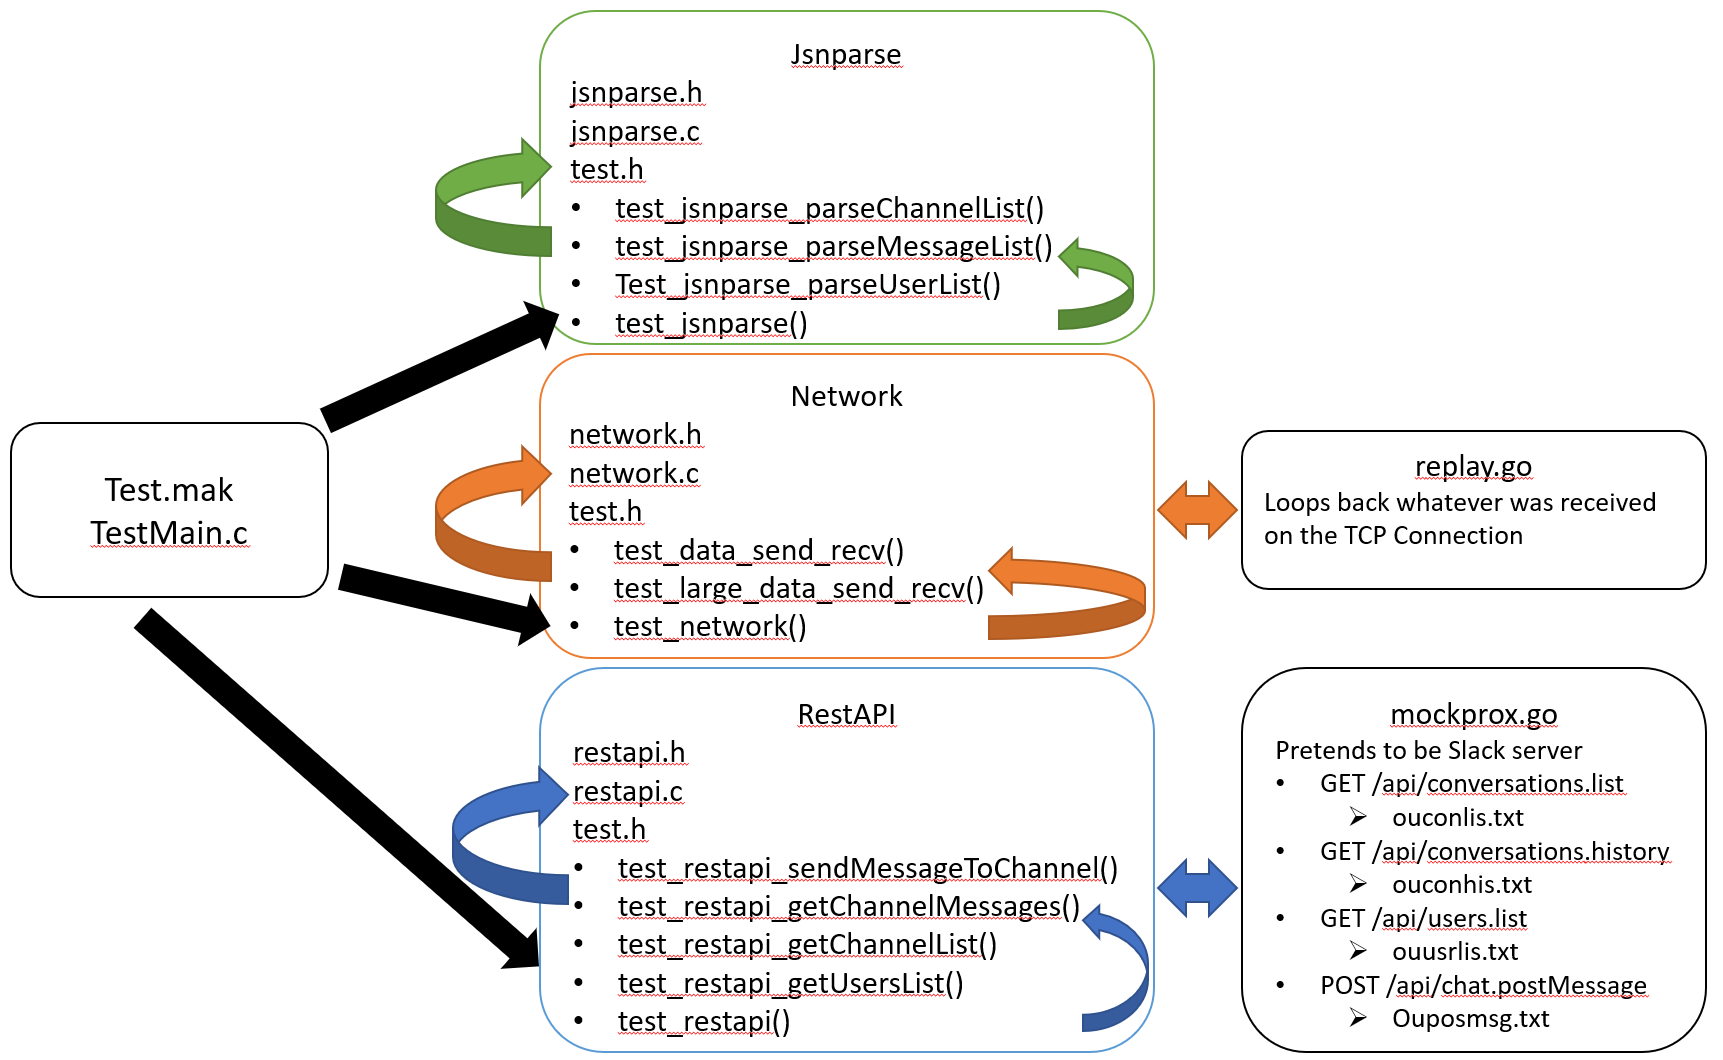 Jsnparse
jsnparse.h
jsnparse.c
test.h
• test_jsnparse_parseChannelList()
• test_jsnparse_parseMessageList()
• Test_jsnparse_parseUserList()
• test_jsnparse()
Test.mak
TestMain.c
Network
network.h
network.c
test.h
• test_data_send_recv()
• test_large_data_send_recv()
• test_network()
replay.go
Loops back whatever was received
on the TCP Connection
RestAPI
restapi.h
restapi.c
test.h
• test_restapi_sendMessageToChannel()
• test_restapi_getChannelMessages()
• test_restapi_getChannelList()
• test_restapi_getUsersList()
• test_restapi()
mockprox.go
Pretends to be Slack server
• GET /api/conversations.list
➢ ouconlis.txt
• GET /api/conversations.history
➢ ouconhis.txt
• GET /api/users.list
➢ ouusrlis.txt
• POST /api/chat.postMessage
➢ Ouposmsg.txt